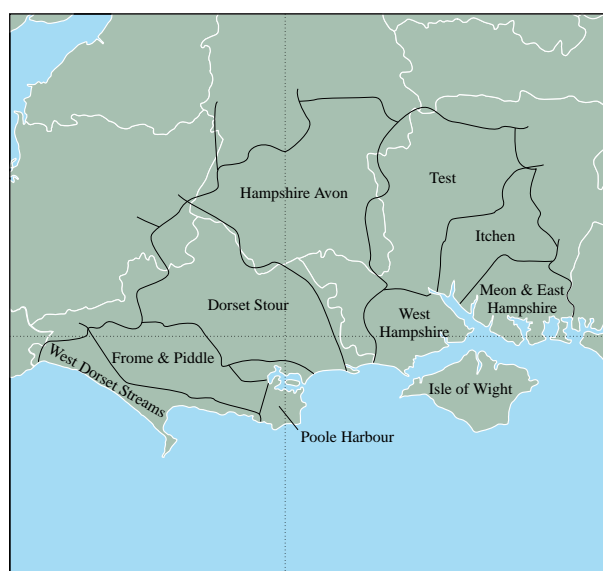 Hampshire Avon
Test
Itchen
Meon & East
Hampshire
Dorset Stour
West
Hampshire
Frome & Piddle
West Dorset Streams
Isle of Wight
Poole Harbour